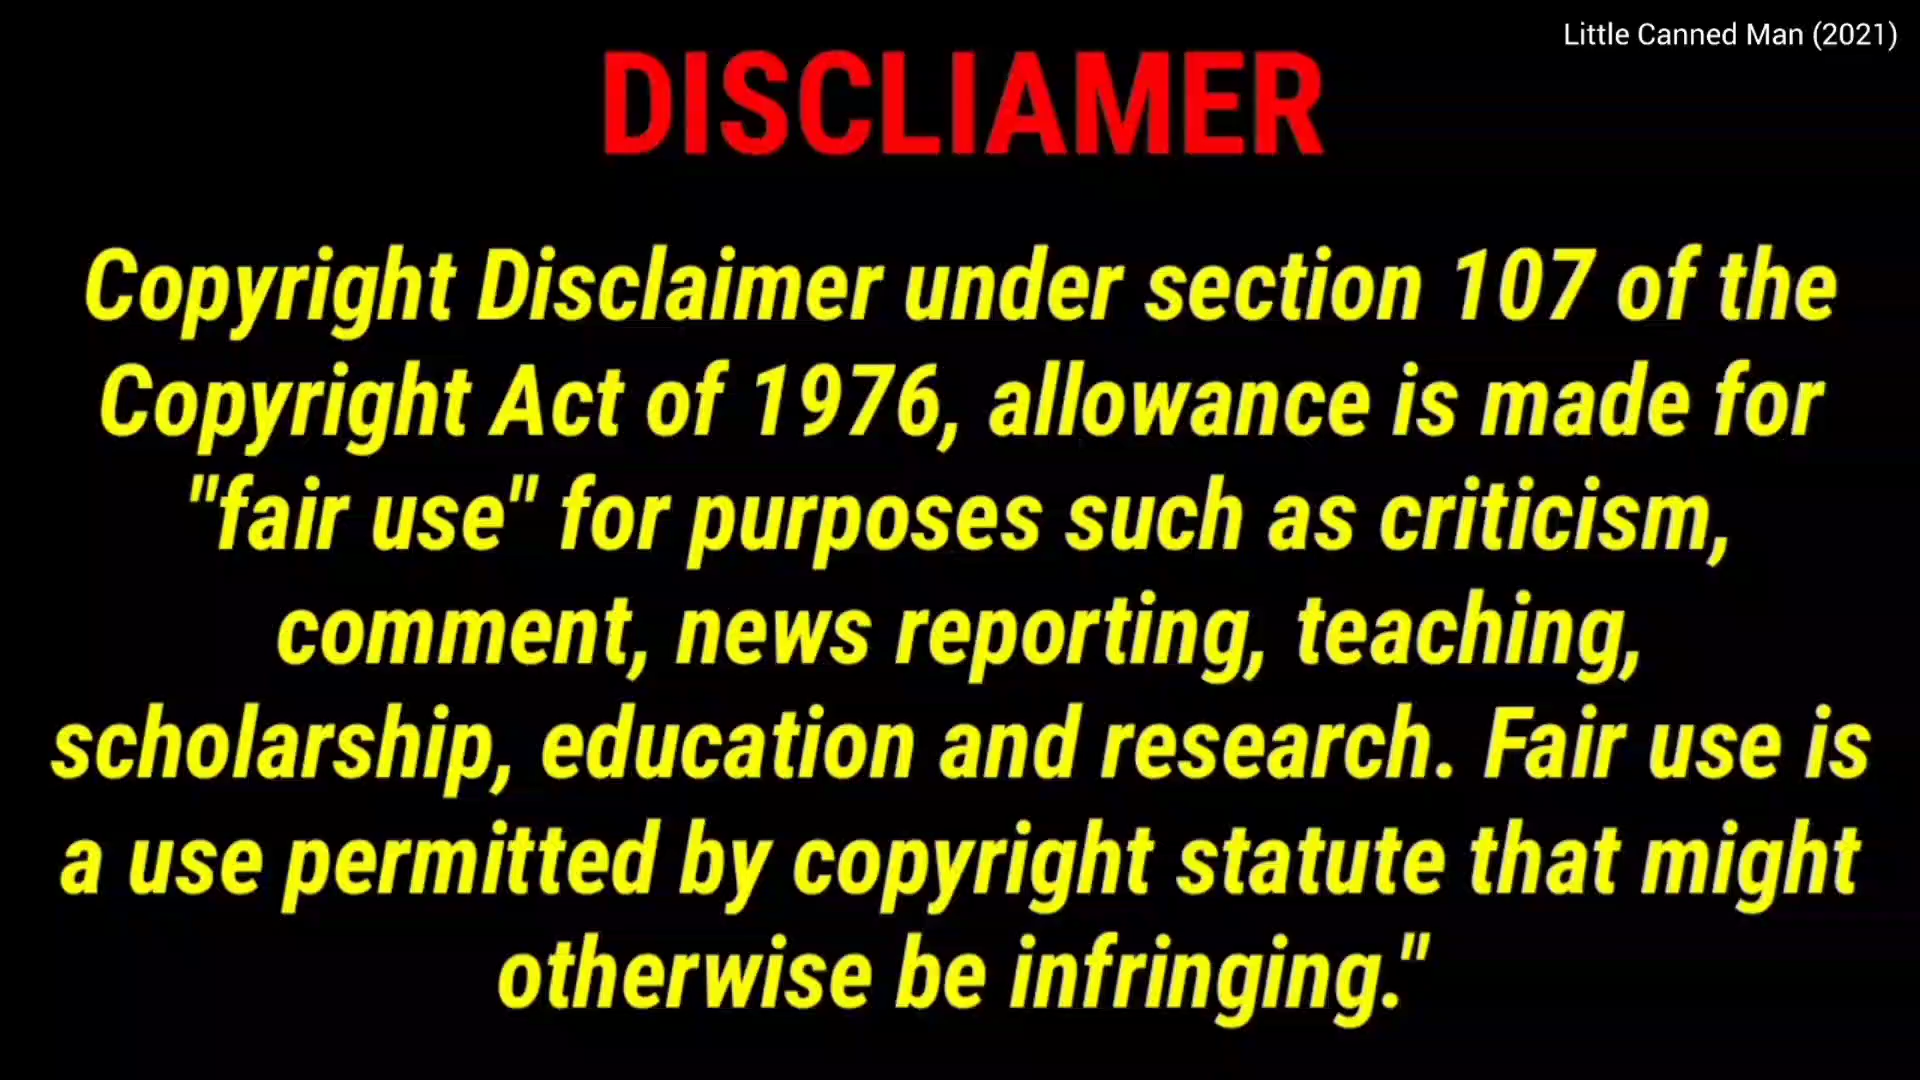 Little Canned Man (2021)
DISCLIAMER
Copyright Disclaimer under section 107 of the
Copyright Act of 1976, allowance is made for
"fair use" for purposes such as criticism,
comment, news reporting, teaching,
scholarship, education and research. Fair use is
a use permitted by copyright statute that might
otherwise be infringing."